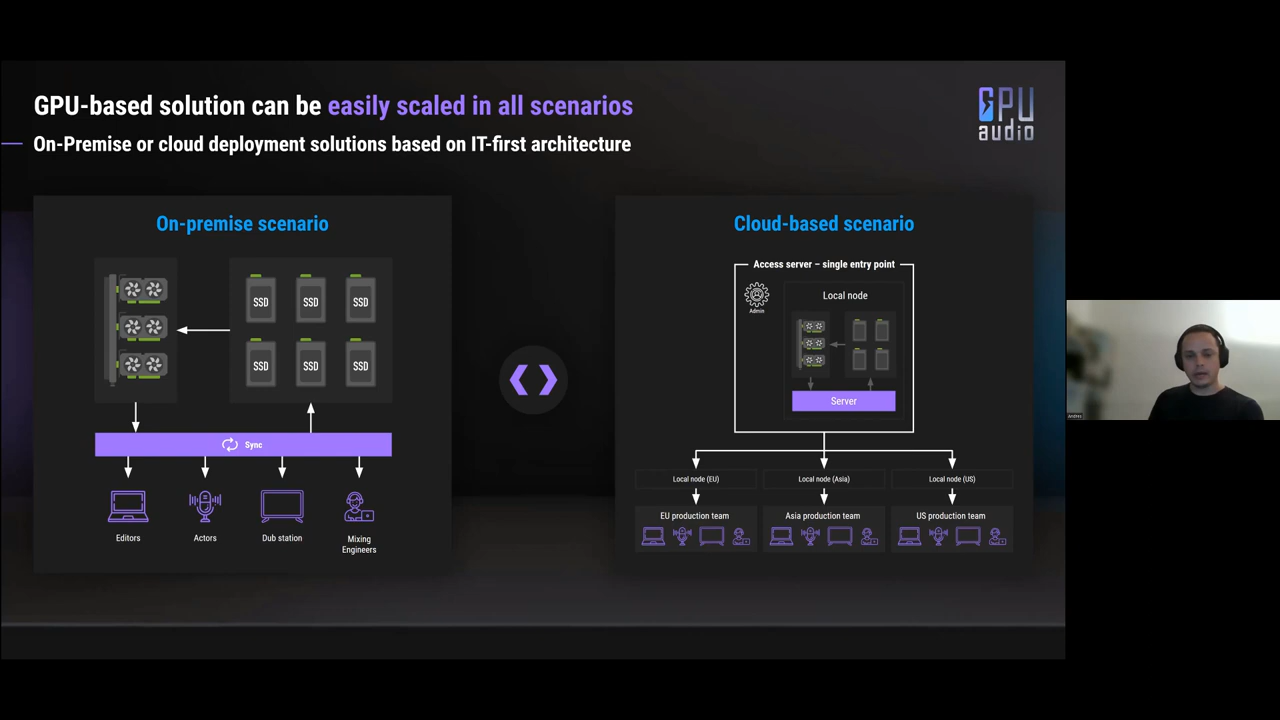 GPU-based solution can be easily scaled in all scenarios
On-Premise or cloud deployment solutions based on IT-first architecture
GPU
audio
On-premise scenario
SSD SSD SSD
SSD SSD SSD
Sync
Editors
Actors
Dub station
Mixing
Engineers
Cloud-based scenario
Access server – single entry point
Admin
Local node
Server
Local node (EU)
Local node (Asia)
Local node (US)
EU production team
Asia production team
US production team
Andres